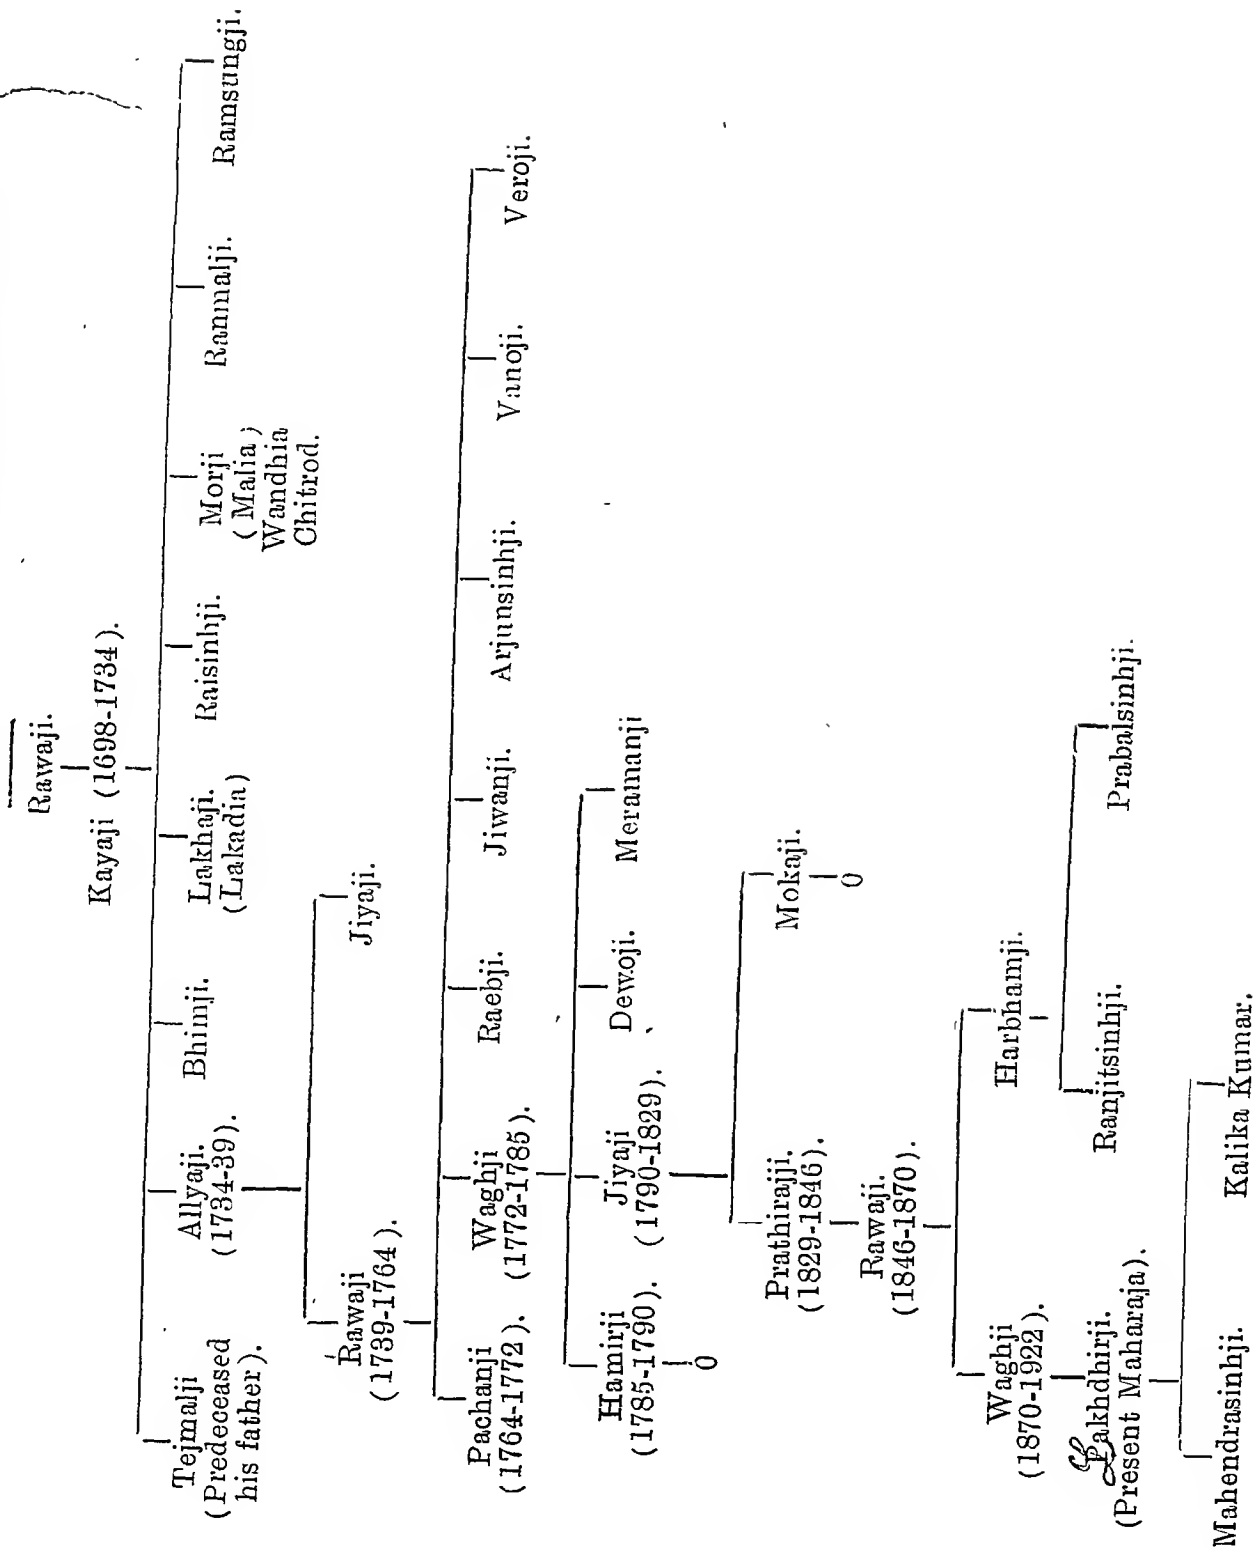 Rawaji.
Kayaji (1698-1734).
Tejmalji
(Predeceased
his father).
Allyaji.
(1734-39).
Bhimji.
Lakhaji.
(Lakadia)
Raisinhji.
Morji
(Malia)
Wandhia
Chitrod.
Ranmalji.
Ramsungji.
Rawaji
(1739-1764).
Jiyaji.
Pachanji
(1764-1772).
Waghji
(1772-1785).
Raebji.
Jiwanji.
Arjunsinhji.
Vanoji.
Veroji.
Hamirji
(1785-1790).
0
Jiyaji
(1790-1829).
Dewoji.
Meramanji
Prathirajji.
(1829-1846).
Mokaji.
0
Rawaji.
(1846-1870).
Waghji
(1870-1922).
Harbhamji.
Lakhdhirji.
(Present Maharaja).
Ranjitsinhji.
Prabalsinhji.
Mahendrasinhji.
Kalika Kumar.